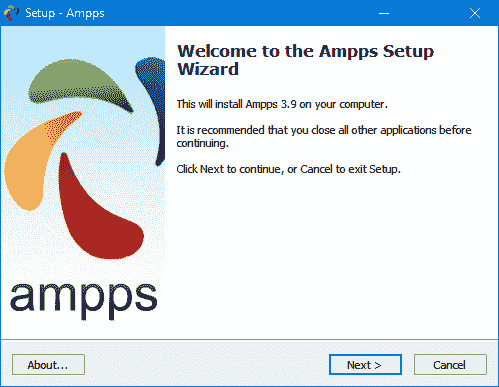 Setup - Ampps
Welcome to the Ampps Setup
Wizard
This will install Ampps 3.9 on your computer.
It is recommended that you close all other applications before
continuing.
Click Next to continue, or Cancel to exit Setup.
ampps
About...
Next >
Cancel